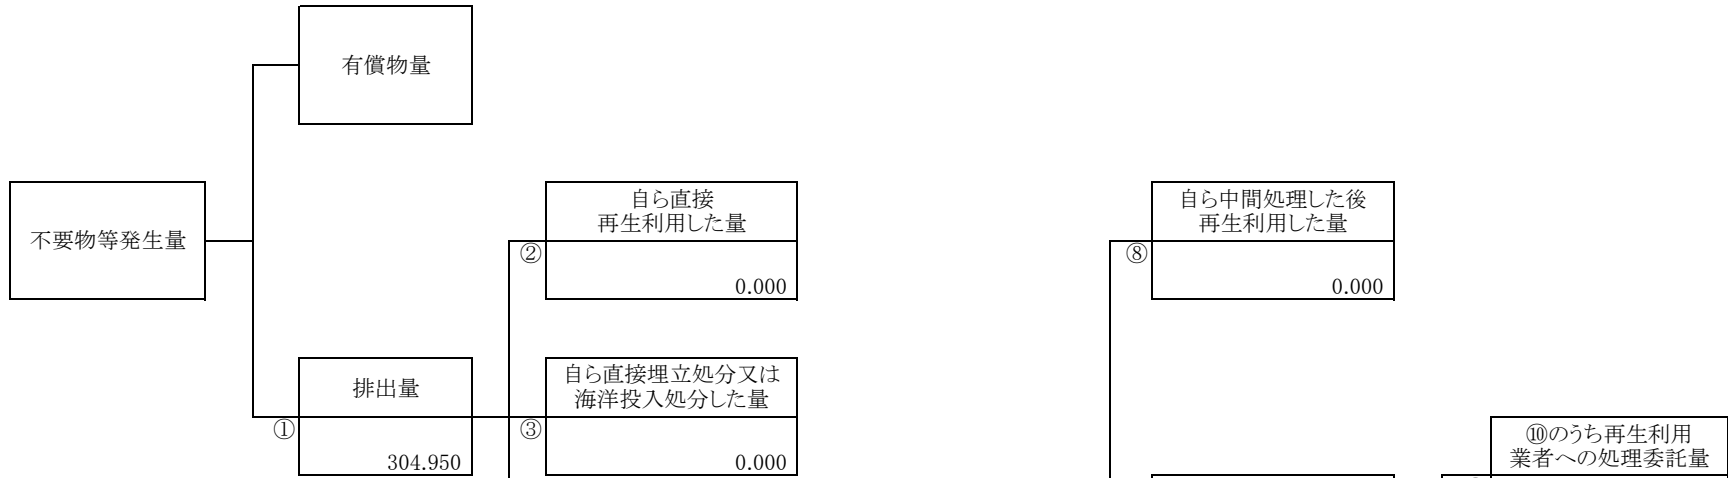 有償物量
不要物等発生量
自ら直接
再生利用した量
②
0.000
自ら中間処理した後
再生利用した量
⑧
0.000
排出量
①
304.950
自ら直接埋立処分又は
海洋投入処分した量
③
0.000
⑩のうち再生利用
業者への処理委託量